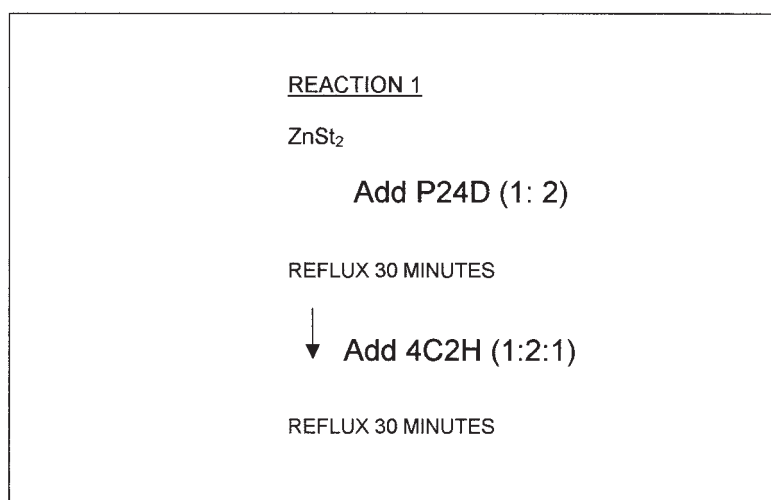 REACTION 1
ZnSt₂
Add P24D (1: 2)
REFLUX 30 MINUTES
Add 4C2H (1:2:1)
REFLUX 30 MINUTES